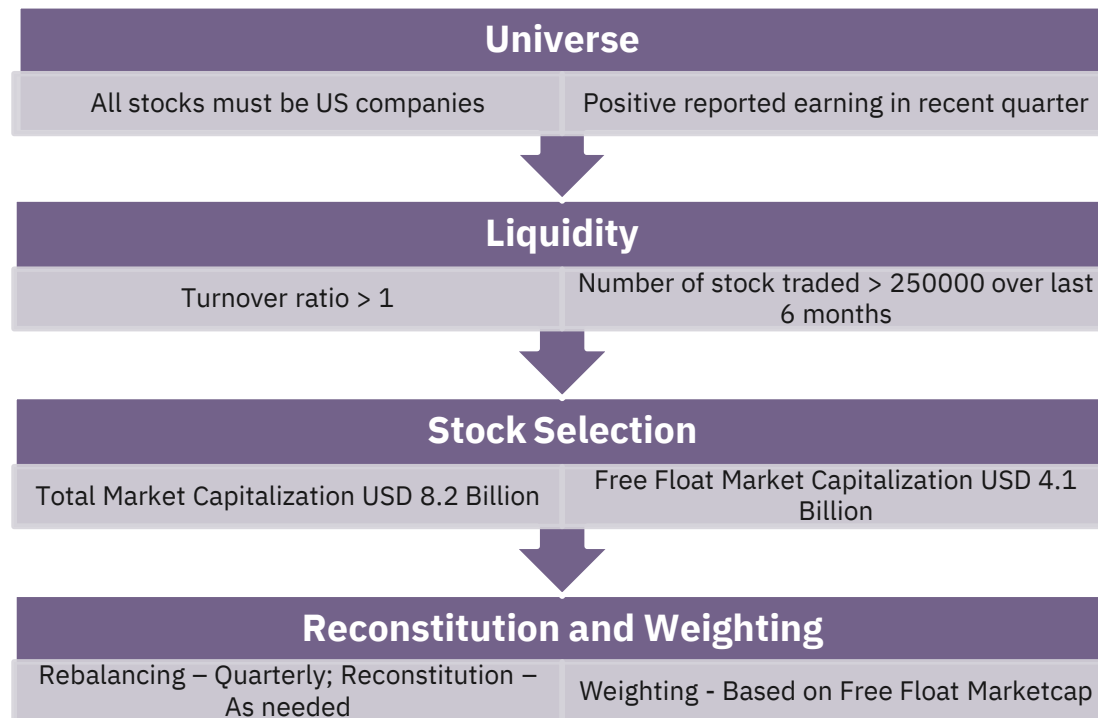 Universe
All stocks must be US companies
Positive reported earning in recent quarter
Liquidity
Turnover ratio > 1
Number of stock traded > 250000 over last
6 months
Stock Selection
Total Market Capitalization USD 8.2 Billion
Free Float Market Capitalization USD 4.1
Billion
Reconstitution and Weighting
Rebalancing – Quarterly; Reconstitution –
As needed
Weighting - Based on Free Float Marketcap